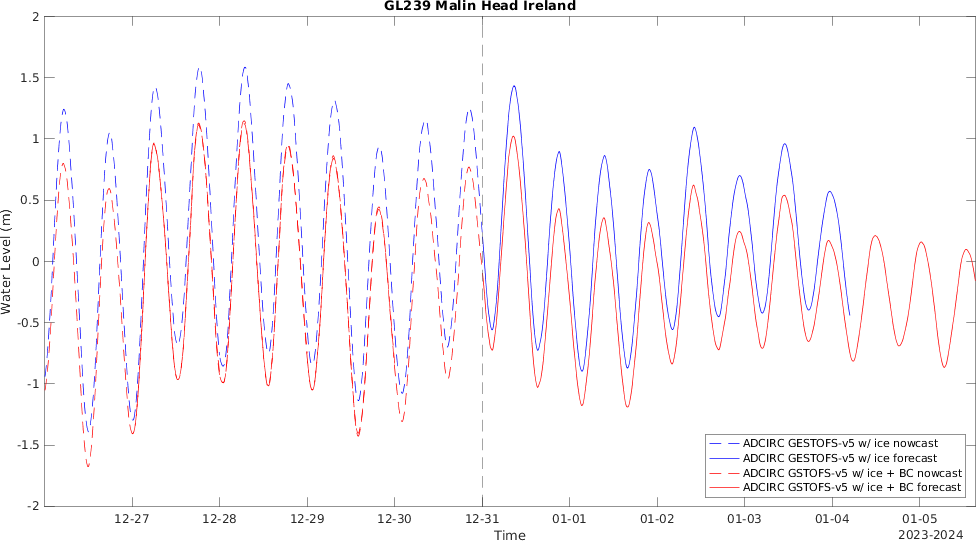 GL239 Malin Head Ireland
2
1.5
1
0.5
0
-0.5
-1
-1.5
-2
Water Level (m)
ADCIRC GESTOFS-v5 w/ ice nowcast
ADCIRC GESTOFS-v5 w/ ice forecast
ADCIRC GSTOFS-v5 w/ ice + BC nowcast
ADCIRC GSTOFS-v5 w/ ice + BC forecast
12-27 12-28 12-29 12-30 12-31 01-01 01-02 01-03 01-04 01-05
Time
2023-2024